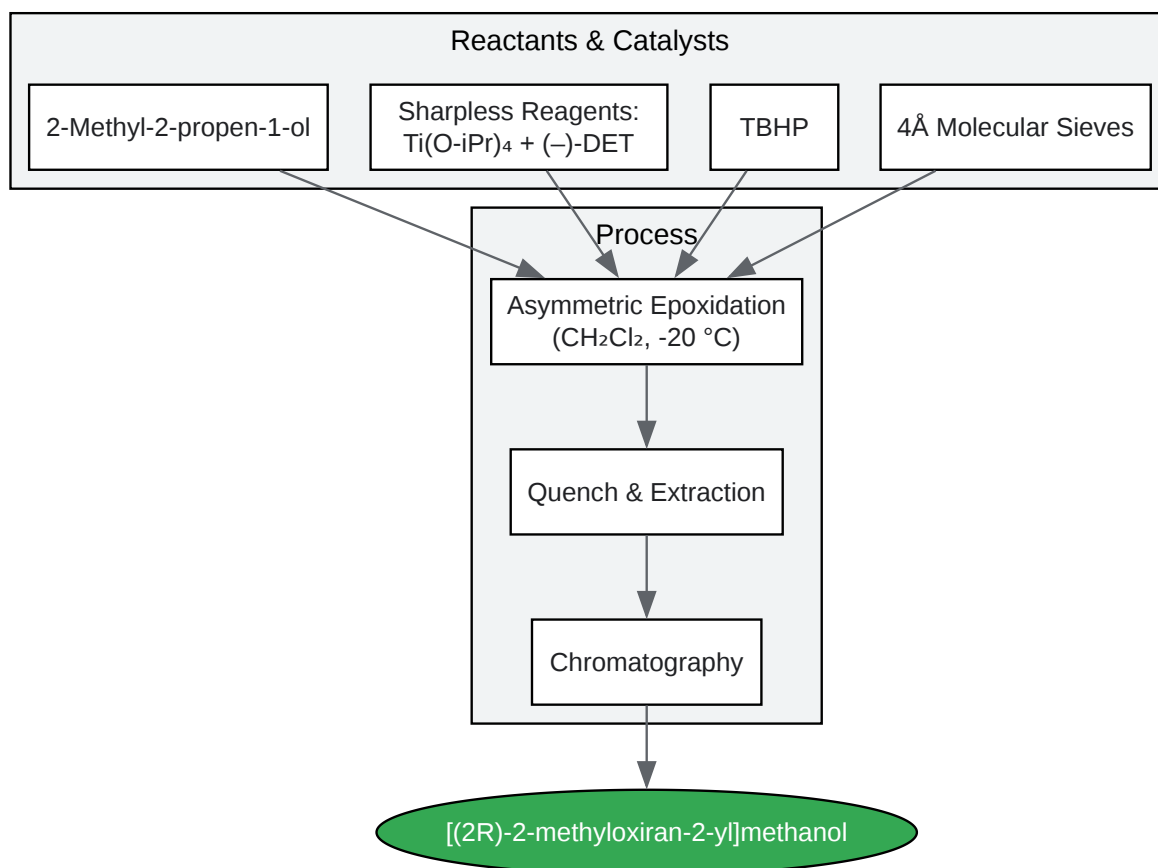 Reactants & Catalysts
2-Methyl-2-propen-1-ol
Sharpless Reagents:
Ti(O-iPr)₄ + (–)-DET
TBHP
4Å Molecular Sieves
Process
Asymmetric Epoxidation
(CH₂Cl₂, -20 °C)
Quench & Extraction
Chromatography
[(2R)-2-methyloxiran-2-yl]methanol